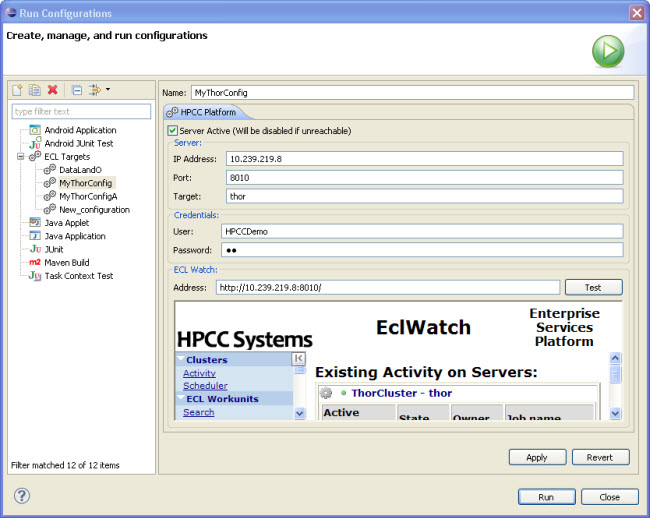 Run Configurations
Create, manage, and run configurations
type filter text
Android Application
Android JUnit Test
ECL Targets
DataLandO
MyThorConfig
MyThorConfigA
New_configuration
Java Applet
Java Application
Ju JUnit
m2 Maven Build
Ju Task Context Test
Filter matched 12 of 12 items
Name: MyThorConfig
HPCC Platform
Server Active (Will be disabled if unreachable)
Server:
IP Address: 10.239.219.8
Port: 8010
Target: thor
Credentials:
User: HPCCDemo
Password: ●●
ECL Watch:
Address: http://10.239.219.8:8010/ Test
HPCC Systems EclWatch Enterprise Services Platform
Clusters
Activity
Scheduler
ECL Workunits
Search
Existing Activity on Servers:
ThorCluster - thor
Active State Owner Job name
Apply Revert
? Run Close